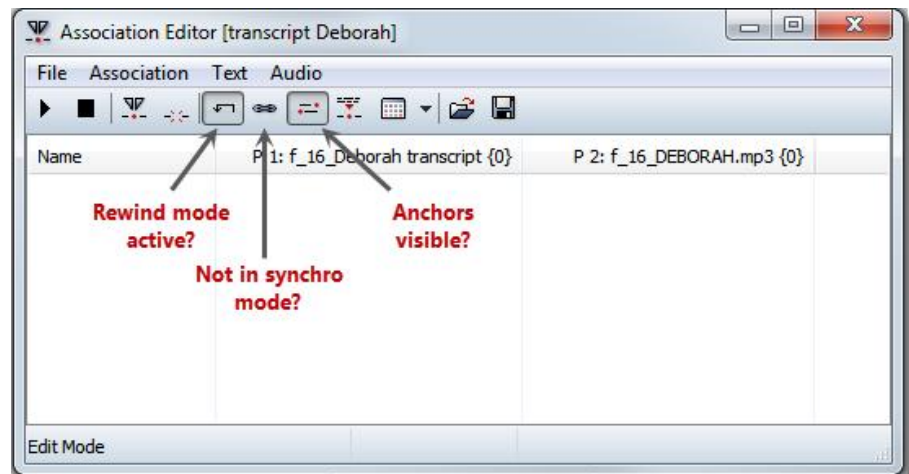 Association Editor [transcript Deborah]
File Association Text Audio
Name P 1: f_16_Deborah transcript {0} P 2: f_16_DEBORAH.mp3 {0}
Rewind mode
active?
Anchors
visible?
Not in synchro
mode?
Edit Mode